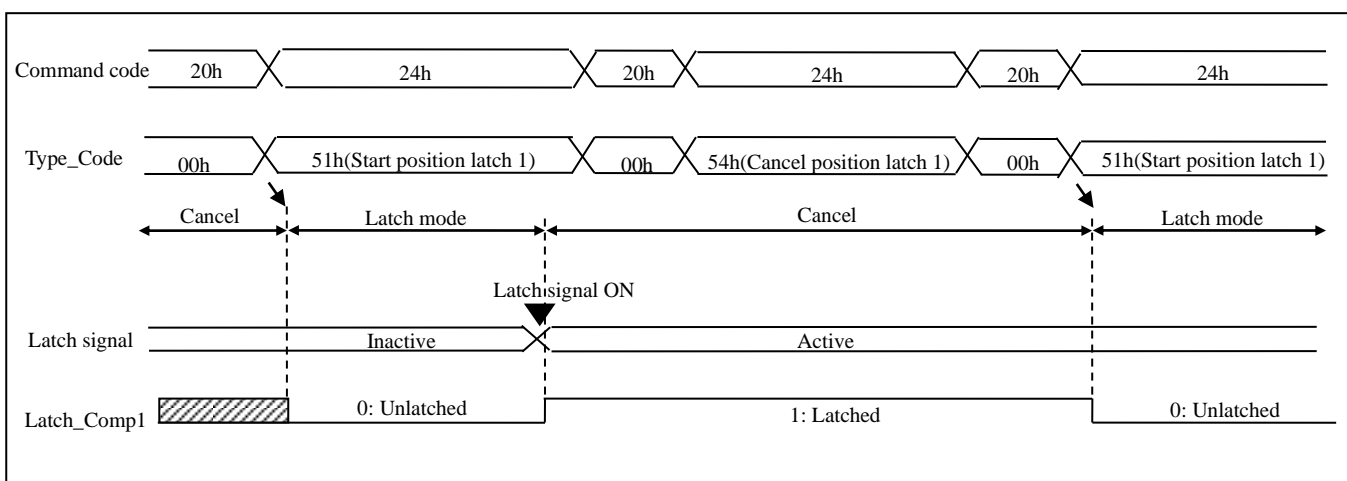 Command code 20h 24h 20h 24h 20h 24h
Type_Code 00h 51h(Start position latch 1) 00h 54h(Cancel position latch 1) 00h 51h(Start position latch 1)
Cancel Latch mode Cancel Latch mode
Latch signal ON
Latch signal Inactive Active
Latch_Comp1 0: Unlatched 1: Latched 0: Unlatched